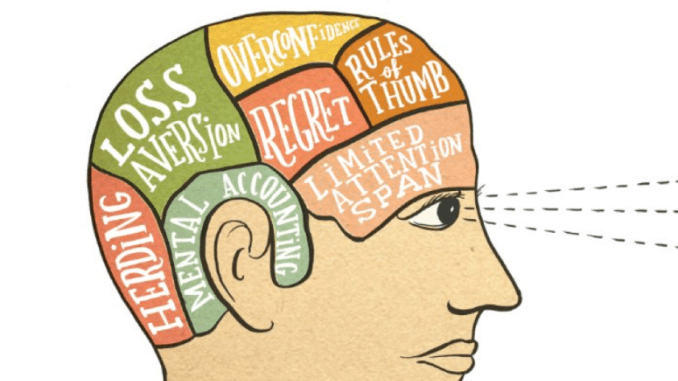 OVERCONFIDENCE
RULES
of
THUMB
LOSS
AVERSION
REGRET
LIMITED
ATTENTION
SPAN
MENTAL ACCOUNTING
HERDING